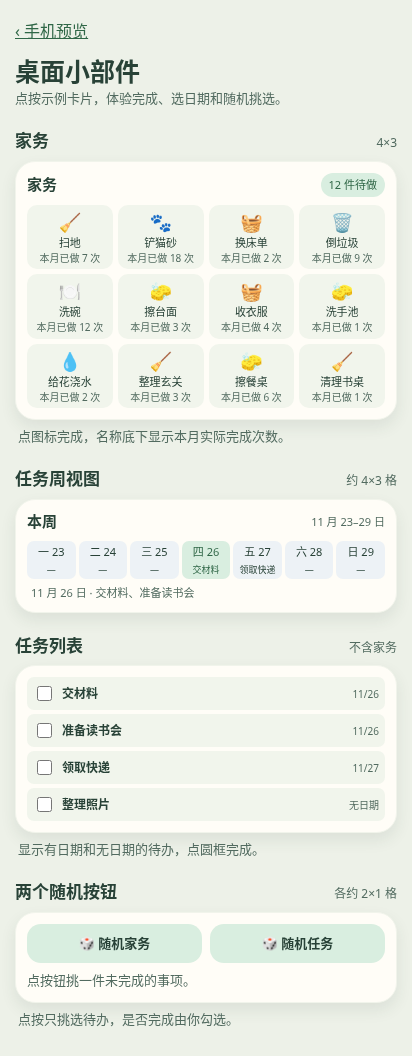 ‹ 手机预览
桌面小部件
点按示例卡片，体验完成、选日期和随机挑选。
家务 4×3
家务 12 件待做
扫地 铲猫砂 换床单 倒垃圾
本月已做 7 次 本月已做 18 次 本月已做 2 次 本月已做 9 次
洗碗 擦台面 收衣服 洗手池
本月已做 12 次 本月已做 3 次 本月已做 4 次 本月已做 1 次
给花浇水 整理玄关 擦餐桌 清理书桌
本月已做 2 次 本月已做 3 次 本月已做 6 次 本月已做 1 次
点图标完成，名称底下显示本月实际完成次数。
任务周视图 约 4×3 格
本周 11 月 23–29 日
一 23 二 24 三 25 四 26 五 27 六 28 日 29
— — — 交材料 领取快递 — —
11 月 26 日 · 交材料、准备读书会
任务列表 不含家务
交材料 11/26
准备读书会 11/26
领取快递 11/27
整理照片 无日期
显示有日期和无日期的待办，点圆框完成。
两个随机按钮 各约 2×1 格
🎲 随机家务 🎲 随机任务
点按钮挑一件未完成的事项。
点按只挑选待办，是否完成由你勾选。